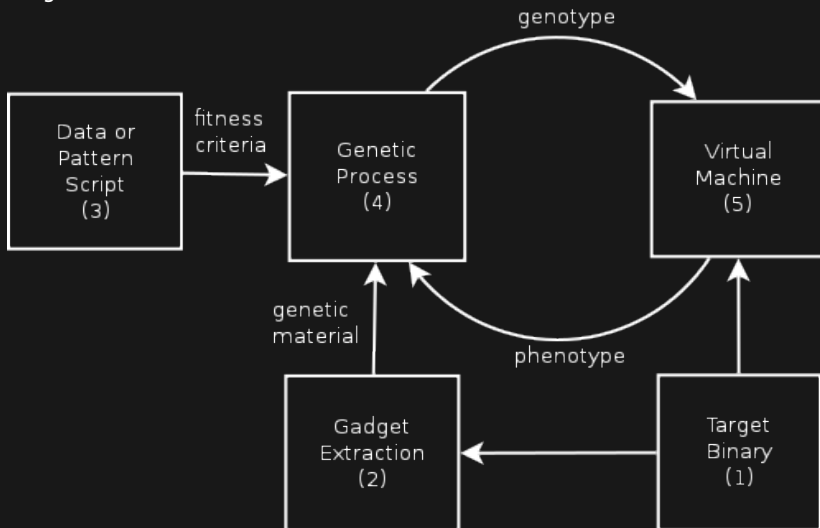 genotype
Data or
Pattern
Script
(3)
fitness
criteria
Genetic
Process
(4)
Virtual
Machine
(5)
genetic
material
phenotype
Gadget
Extraction
(2)
Target
Binary
(1)